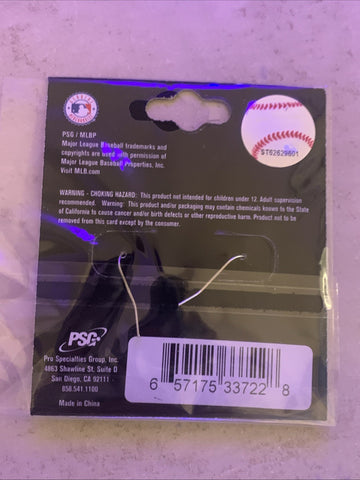 PSG / MLBP
Major League Baseball trademarks and
copyrights are used with permission of
Major League Baseball Properties, Inc.
Visit MLB.com
ST62629601
WARNING - CHOKING HAZARD: This product not intended for children under 12. Adult supervision
recommended. Warning: This product and/or packaging may contain chemicals known to the State
of California to cause cancer and/or birth defects or other reproductive harm. Product not to be
removed from this card except by the consumer.
PSG
Pro Specialties Group, Inc.
4863 Shawline St, Suite D
San Diego, CA 92111
858.541.1100
Made in China
6 57175 33722 8